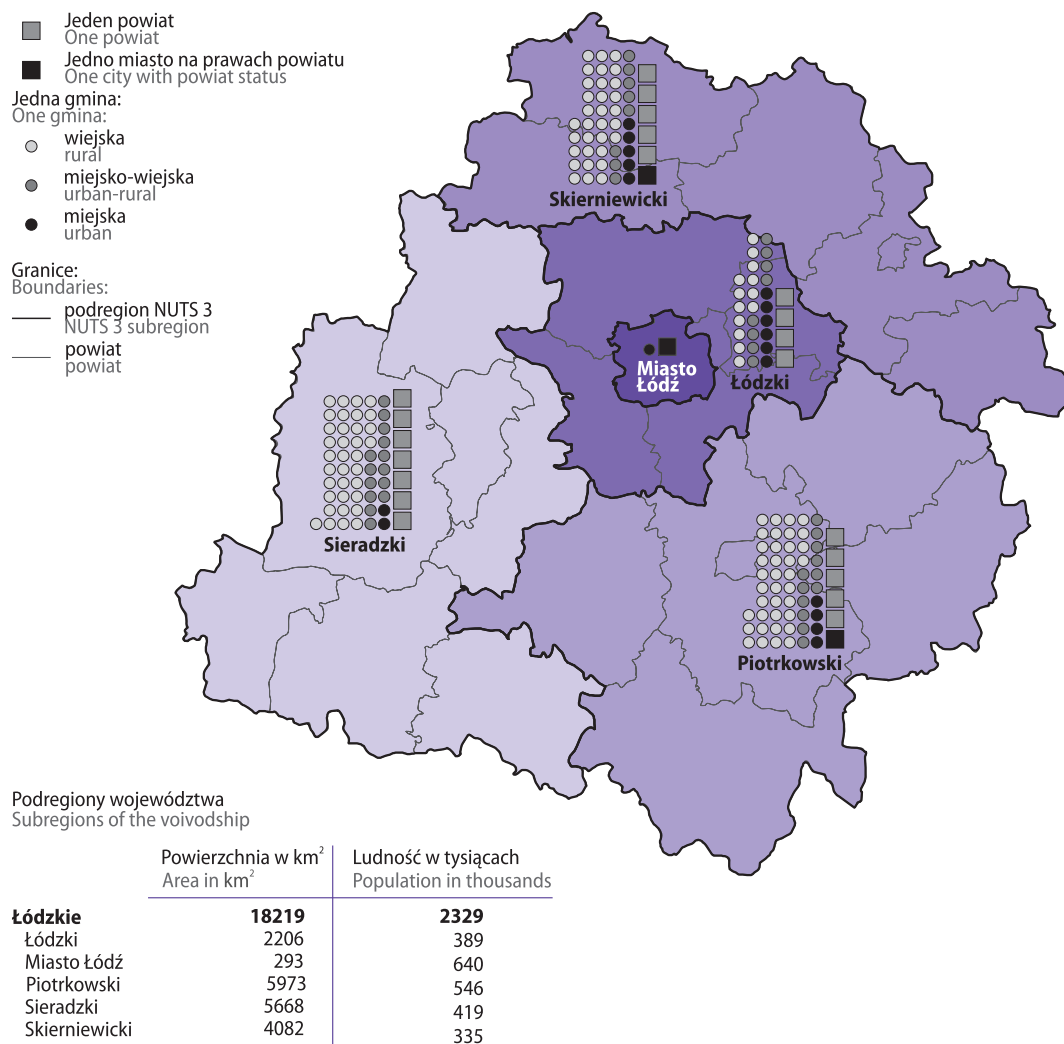 Jeden powiat
One powiat
Jedno miasto na prawach powiatu
One city with powiat status
Jedna gmina:
One gmina:
wiejska
rural
miejsko-wiejska
urban-rural
miejska
urban
Granice:
Boundaries:
podregion NUTS 3
NUTS 3 subregion
powiat
powiat
Skierniewicki
Miasto
Łódź
Łódzki
Sieradzki
Piotrkowski
Podregiony województwa
Subregions of the voivodship
Powierzchnia w km² Ludność w tysiącach
Area in km² Population in thousands
Łódzkie 18219 2329
Łódzki 2206 389
Miasto Łódź 293 640
Piotrkowski 5973 546
Sieradzki 5668 419
Skierniewicki 4082 335